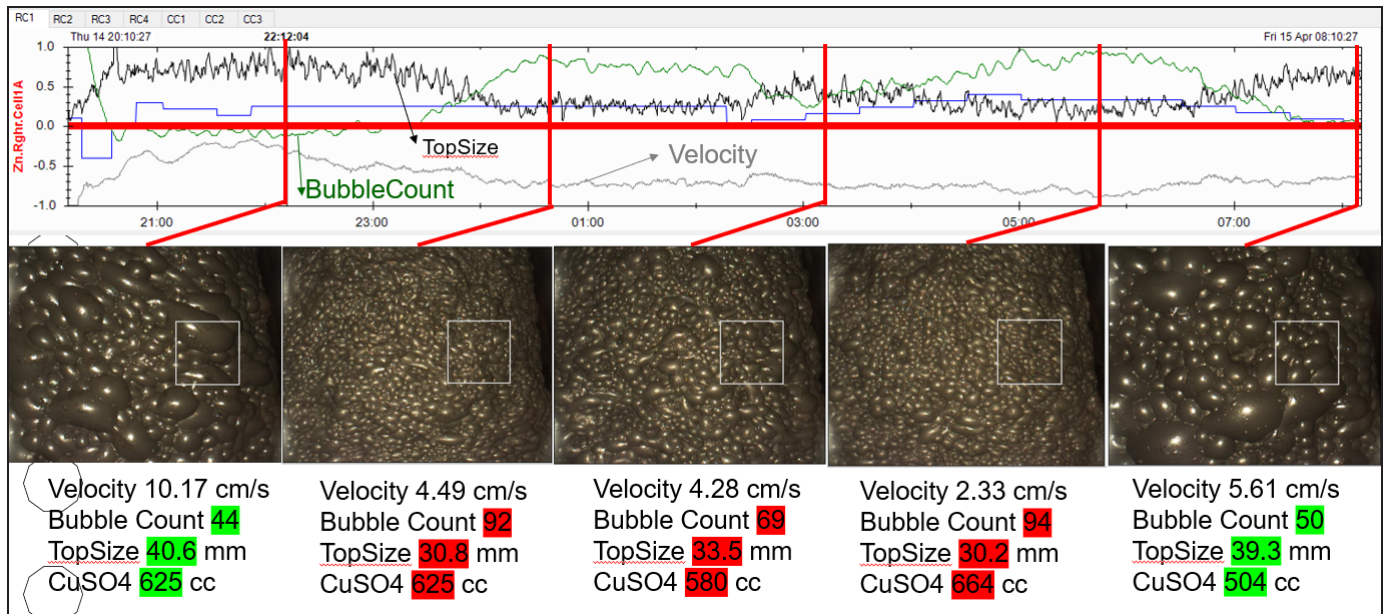 RC1 RC2 RC3 RC4 CC1 CC2 CC3
Thu 14 20:10:27 22:12:04 Fri 15 Apr 08:10:27
Zn.Rghr.Cell1A
1.0
0.5
0.0
-0.5
-1.0
TopSize
Velocity
BubbleCount
21:00 23:00 01:00 03:00 05:00 07:00
Velocity 10.17 cm/s
Bubble Count 44
TopSize 40.6 mm
CuSO4 625 cc
Velocity 4.49 cm/s
Bubble Count 92
TopSize 30.8 mm
CuSO4 625 cc
Velocity 4.28 cm/s
Bubble Count 69
TopSize 33.5 mm
CuSO4 580 cc
Velocity 2.33 cm/s
Bubble Count 94
TopSize 30.2 mm
CuSO4 664 cc
Velocity 5.61 cm/s
Bubble Count 50
TopSize 39.3 mm
CuSO4 504 cc